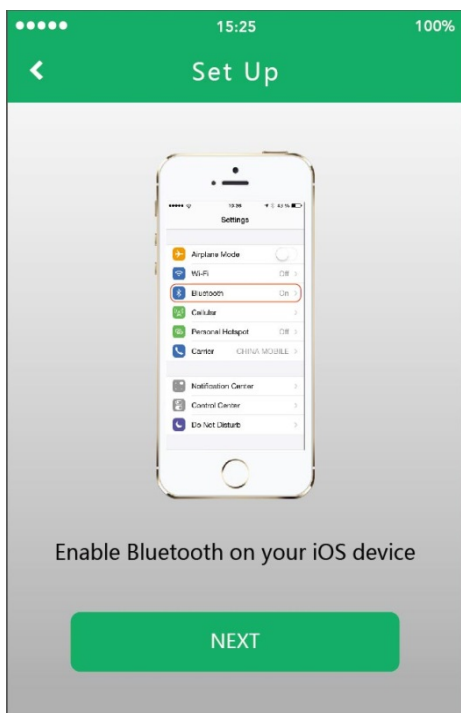 15:25 100%
Set Up
Settings
Airplane Mode
Wi-Fi Off
Bluetooth On
Cellular
Personal Hotspot Off
Carrier CHINA MOBILE
Notification Center
Control Center
Do Not Disturb
Enable Bluetooth on your iOS device
NEXT